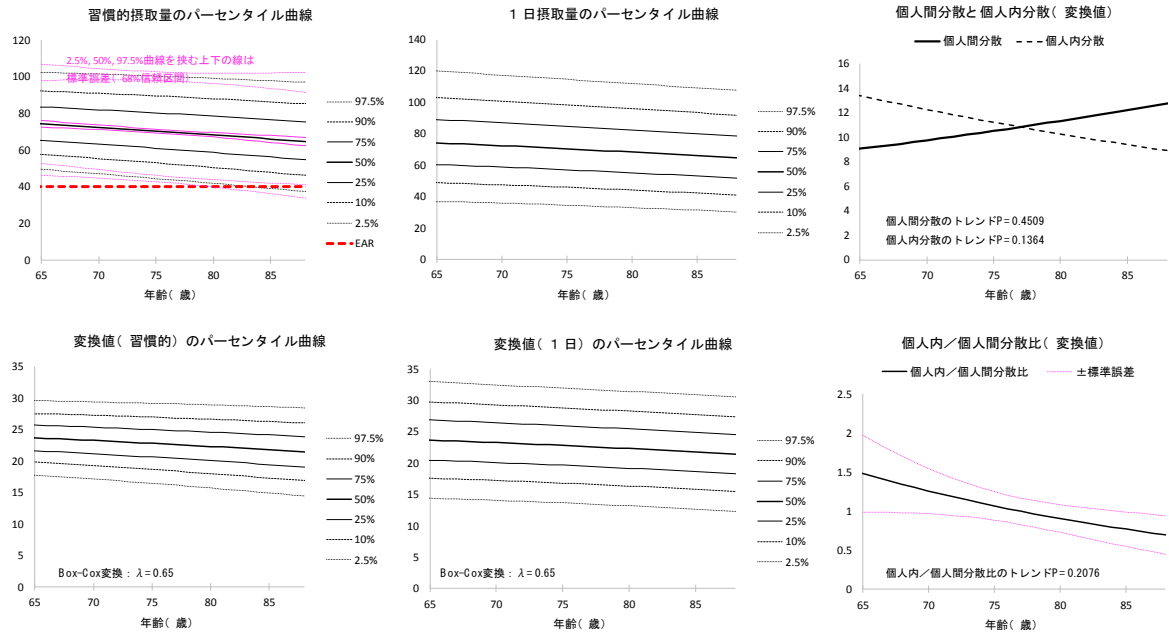 習慣的摂取量のパーセンタイル曲線
120
100
80
60
40
20
0
2.5%, 50%, 97.5%曲線を挟む上下の線は
標準誤差( 68%信頼区間)
97.5%
90%
75%
50%
25%
10%
2.5%
EAR
65 70 75 80 85
年齢( 歳)
1 日摂取量のパーセンタイル曲線
140
120
100
80
60
40
20
0
97.5%
90%
75%
50%
25%
10%
2.5%
65 70 75 80 85
年齢( 歳)
個人間分散と個人内分散( 変換値)
個人間分散 個人内分散
16
14
12
10
8
6
4
2
0
個人間分散のトレンドP=0.4509
個人内分散のトレンドP=0.1364
65 70 75 80 85
年齢( 歳)
変換値( 習慣的) のパーセンタイル曲線
35
30
25
20
15
10
5
0
97.5%
90%
75%
50%
25%
10%
2.5%
Box-Cox変換: λ=0.65
65 70 75 80 85
年齢( 歳)
変換値( 1 日) のパーセンタイル曲線
35
30
25
20
15
10
5
0
97.5%
90%
75%
50%
25%
10%
2.5%
Box-Cox変換: λ=0.65
65 70 75 80 85
年齢( 歳)
個人内/個人間分散比( 変換値)
個人内/個人間分散比 ±標準誤差
2.5
2
1.5
1
0.5
0
個人内/個人間分散比のトレンドP=0.2076
65 70 75 80 85
年齢( 歳)